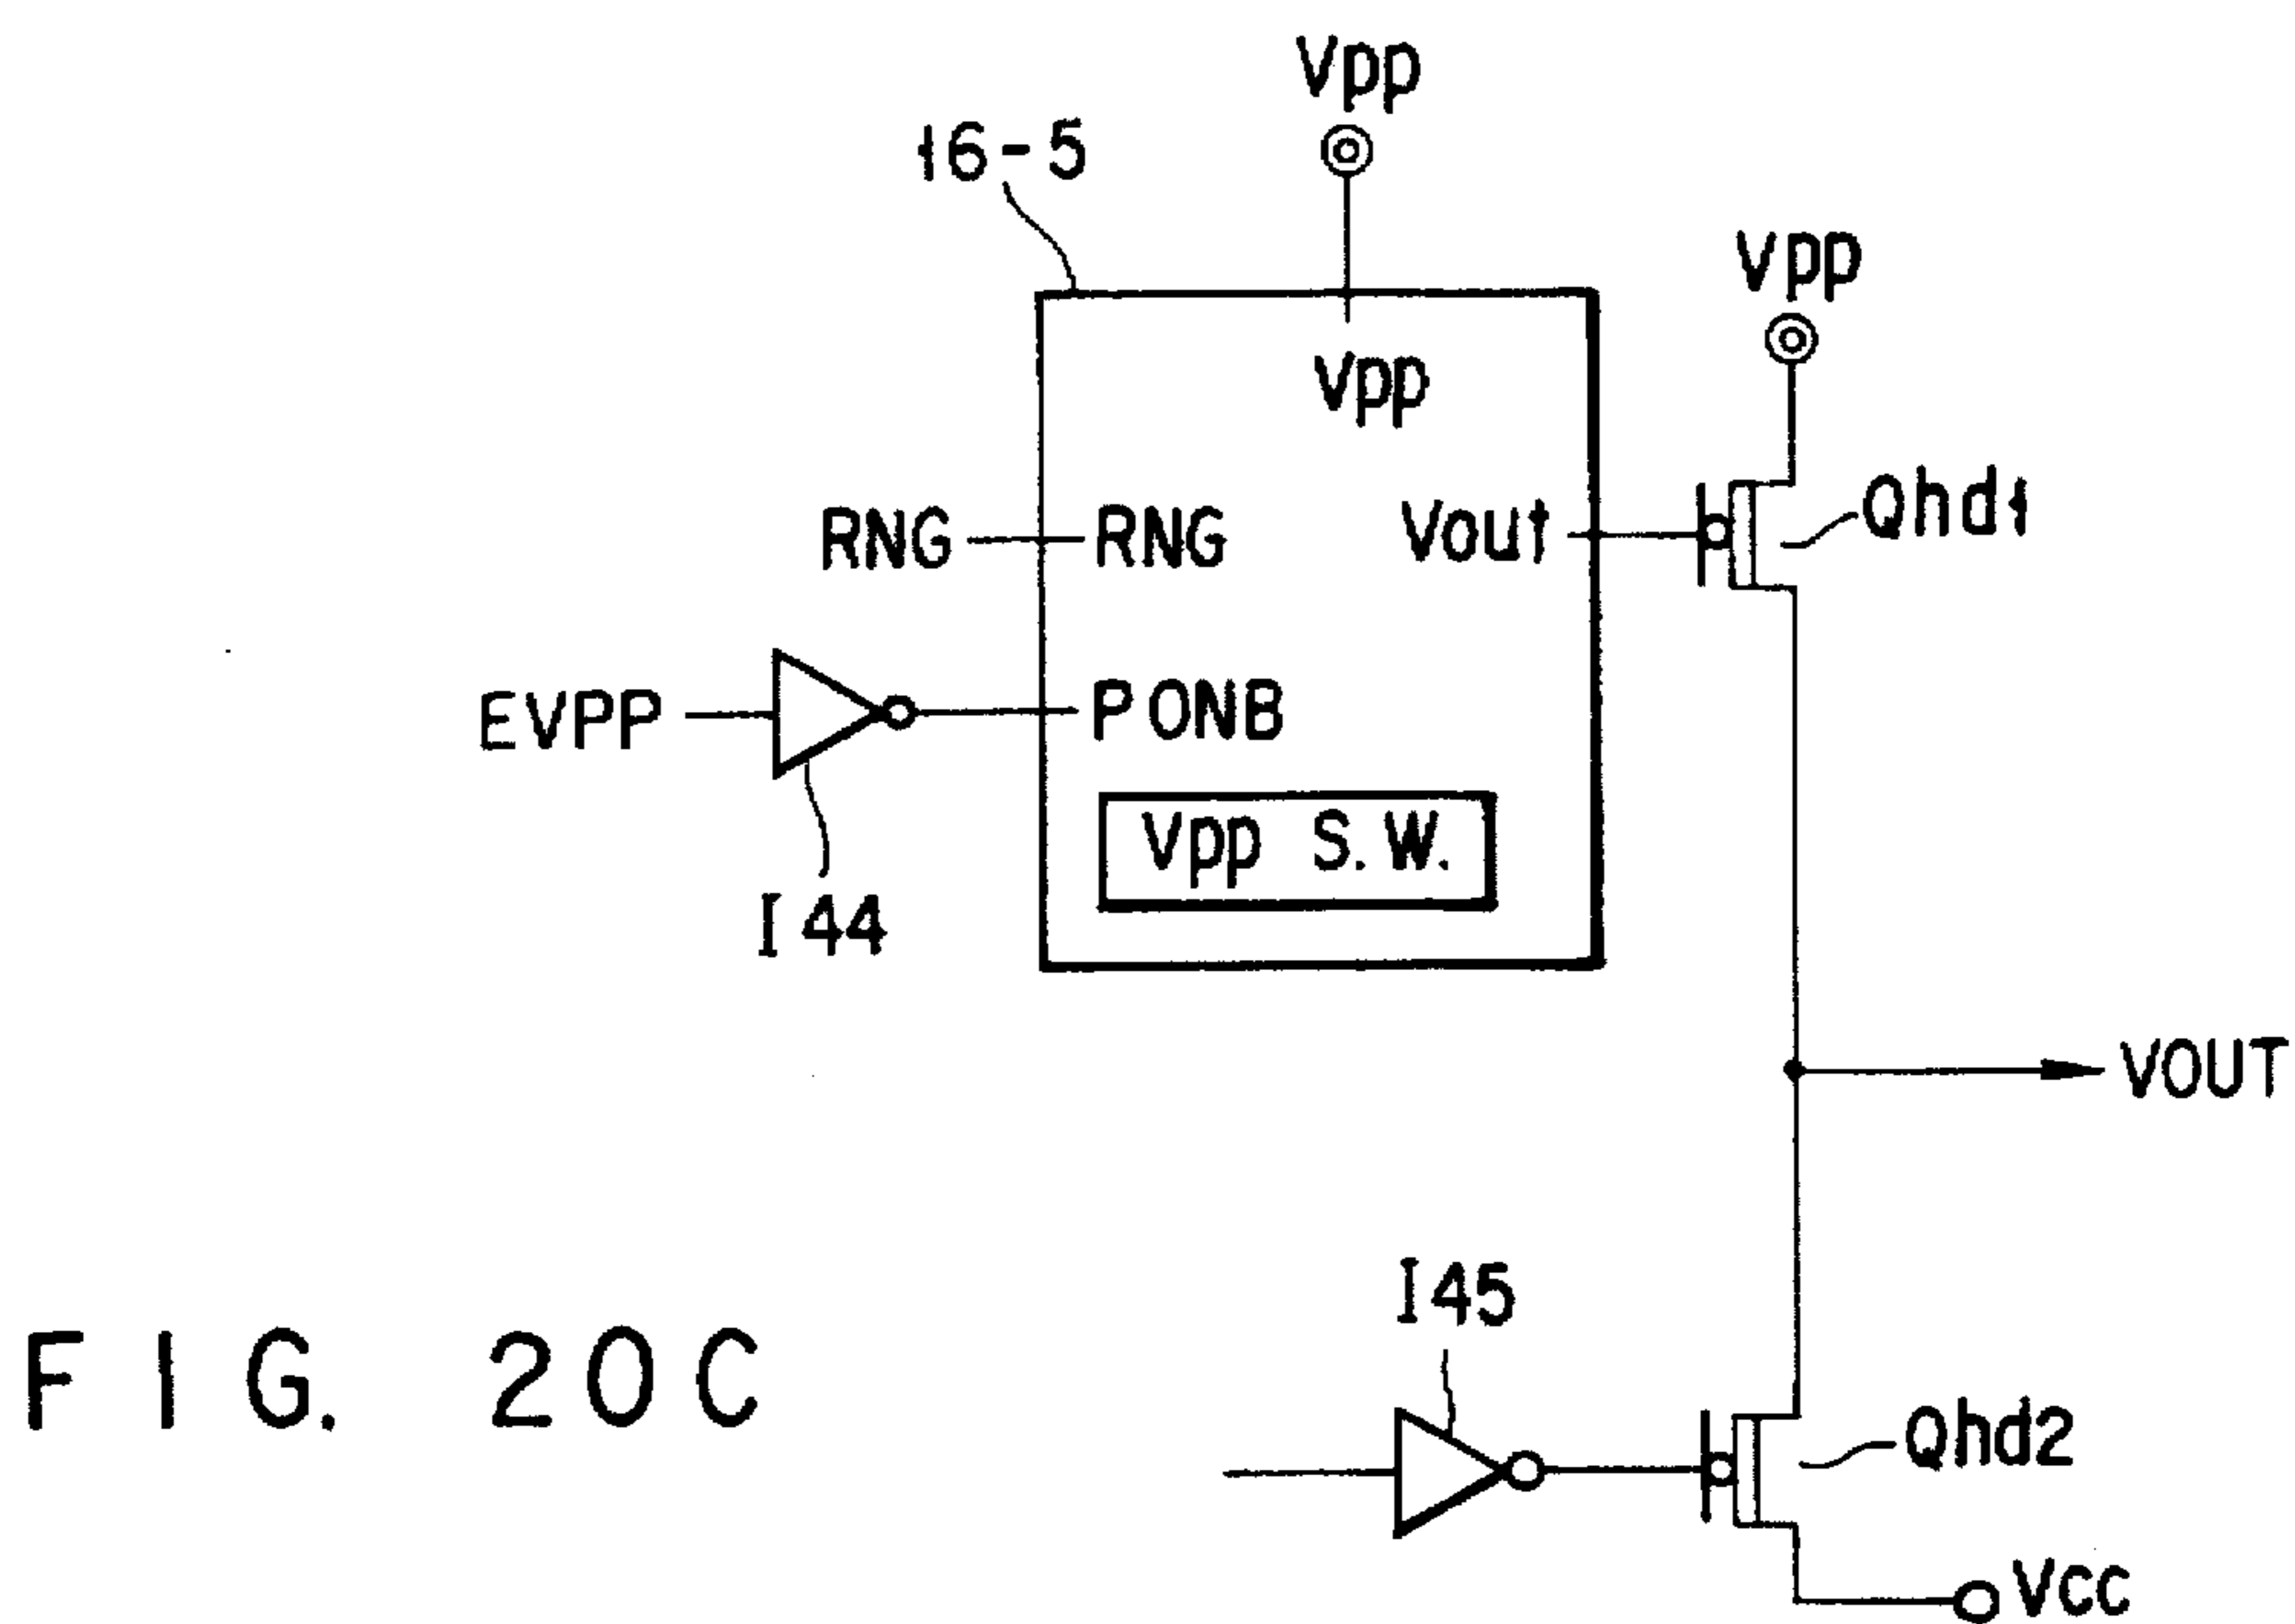 Vpp
16-5
Vpp
Vpp
RNG
RNG
Vout
Qhd1
EVPP
PONB
Vpp S.W.
I44
VOUT
I45
FIG. 20C
Qhd2
Vcc